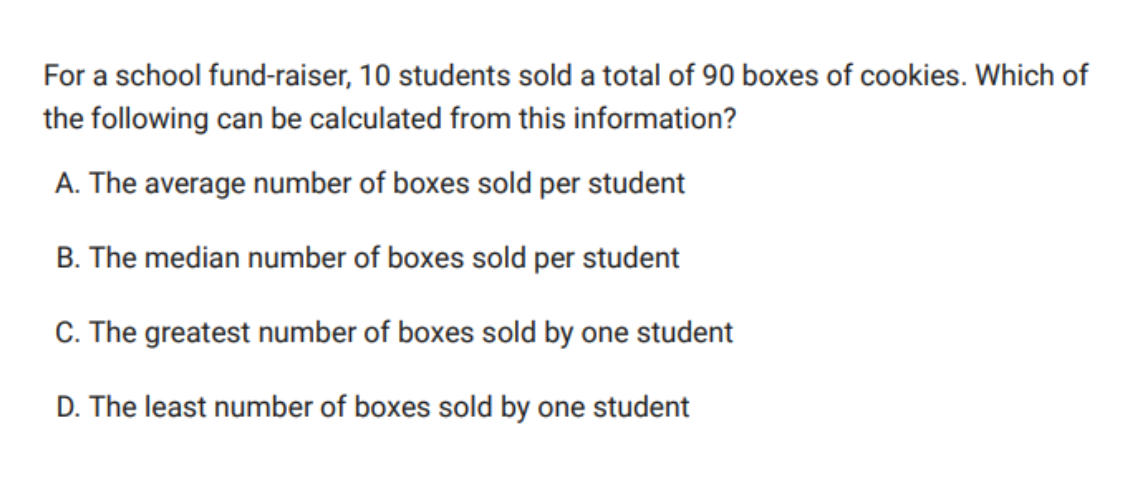 For a school fund-raiser, 10 students sold a total of 90 boxes of cookies. Which of
the following can be calculated from this information?
A. The average number of boxes sold per student
B. The median number of boxes sold per student
C. The greatest number of boxes sold by one student
D. The least number of boxes sold by one student